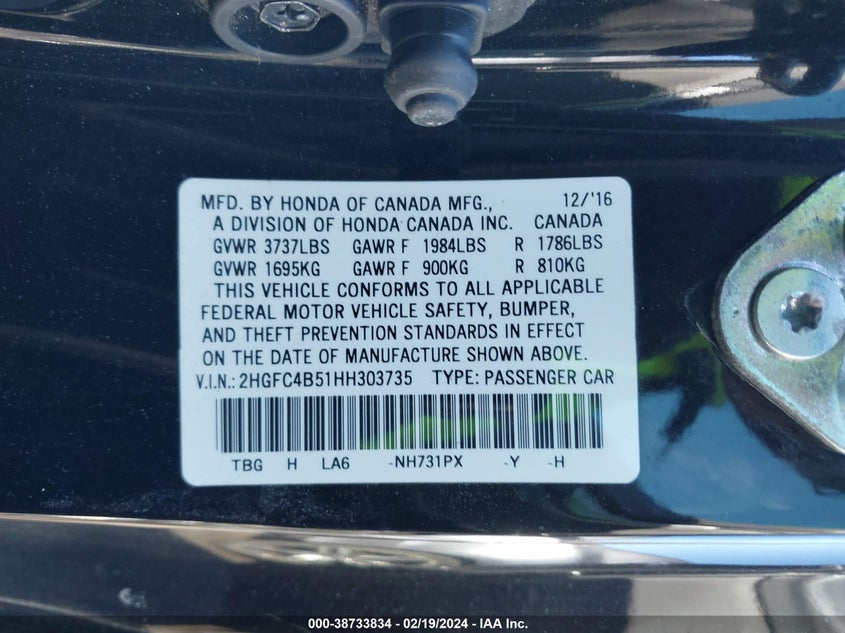 MFD. BY HONDA OF CANADA MFG., 12/'16
A DIVISION OF HONDA CANADA INC. CANADA
GVWR 3737LBS GAWR F 1984LBS R 1786LBS
GVWR 1695KG GAWR F 900KG R 810KG
THIS VEHICLE CONFORMS TO ALL APPLICABLE
FEDERAL MOTOR VEHICLE SAFETY, BUMPER,
AND THEFT PREVENTION STANDARDS IN EFFECT
ON THE DATE OF MANUFACTURE SHOWN ABOVE.
V.I.N.: 2HGFC4B51HH303735 TYPE: PASSENGER CAR
TBG H LA6 -NH731PX -Y -H
000-38733834 - 02/19/2024 - IAA Inc.